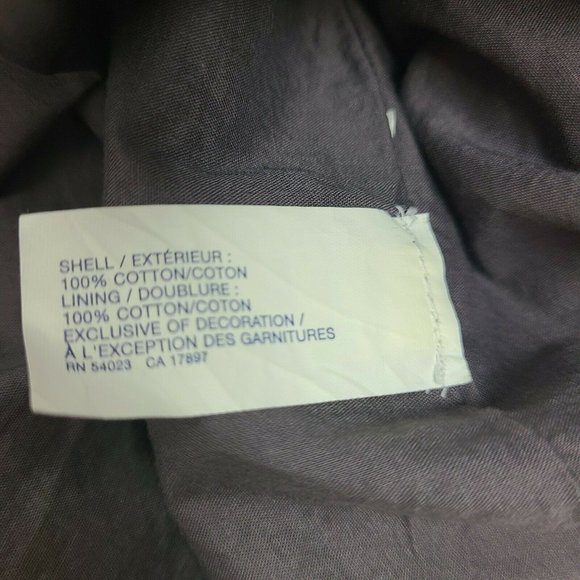 SHELL / EXTÉRIEUR :
100% COTTON/COTON
LINING / DOUBLURE :
100% COTTON/COTON
EXCLUSIVE OF DECORATION /
À L'EXCEPTION DES GARNITURES
RN 54023 CA 17897